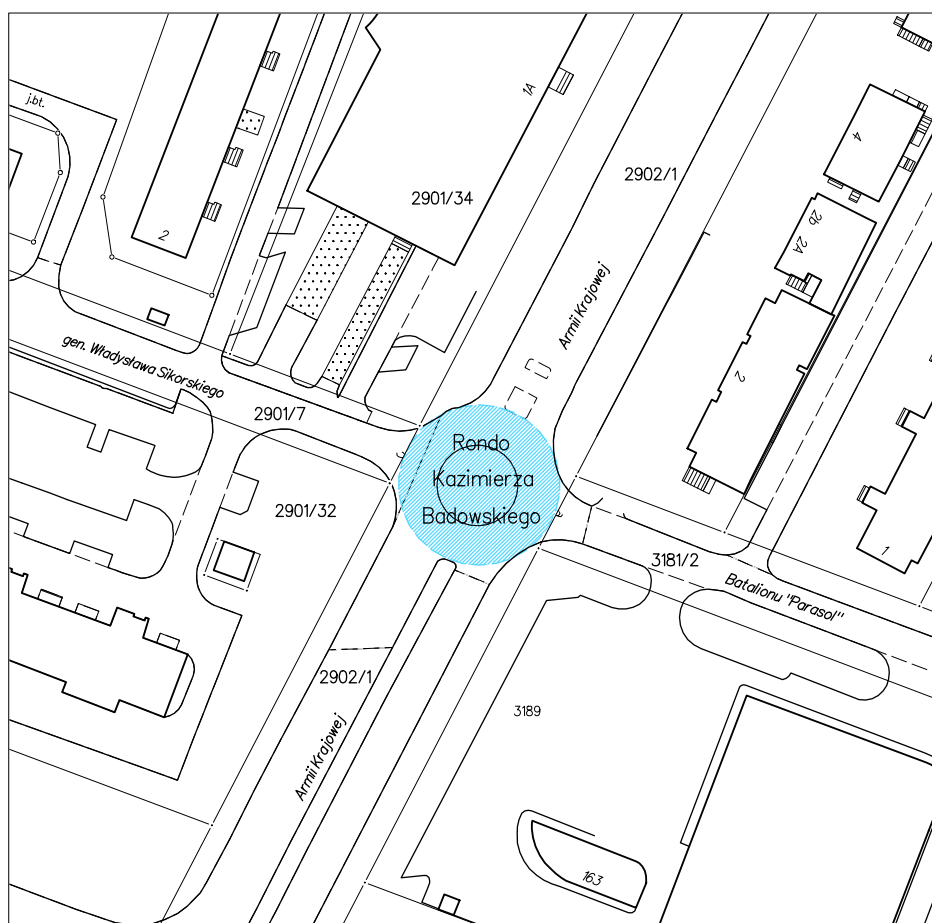 j.bt.
1A
4
2902/1
2901/34
2b
2A
2
Armii Krajowej
gen. Władysława Sikorskiego
2
2901/7
Rondo
Kazimierza
Badowskiego
2901/32
1
3181/2
Batalionu "Parasol"
2902/1
3189
Armii Krajowej
163